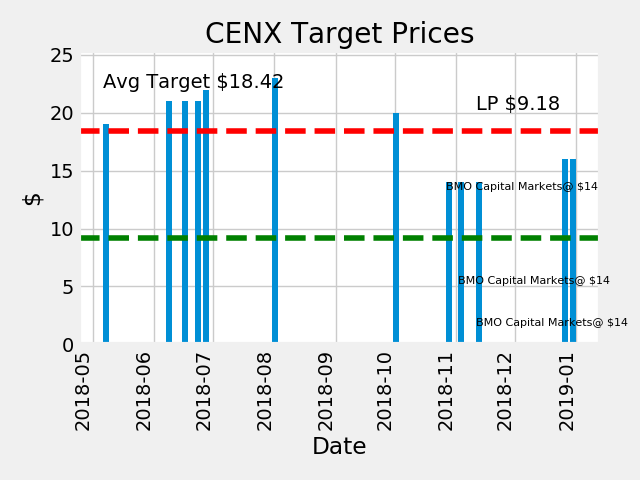 CENX Target Prices
25
Avg Target $18.42
LP $9.18
20
15
BMO Capital Markets@ $14
10
BMO Capital Markets@ $14
5
BMO Capital Markets@ $14
0
$
2018-05
2018-06
2018-07
2018-08
2018-09
2018-10
2018-11
2018-12
2019-01
Date